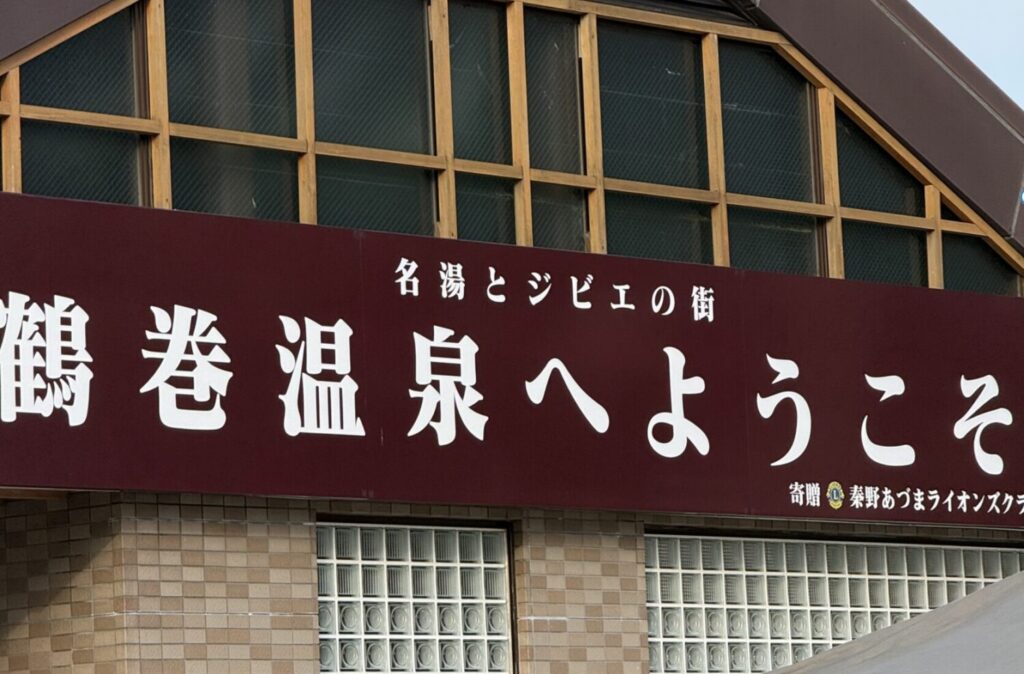 名湯とジビエの街
鶴巻温泉へようこそ
寄贈 秦野あづまライオンズクラ